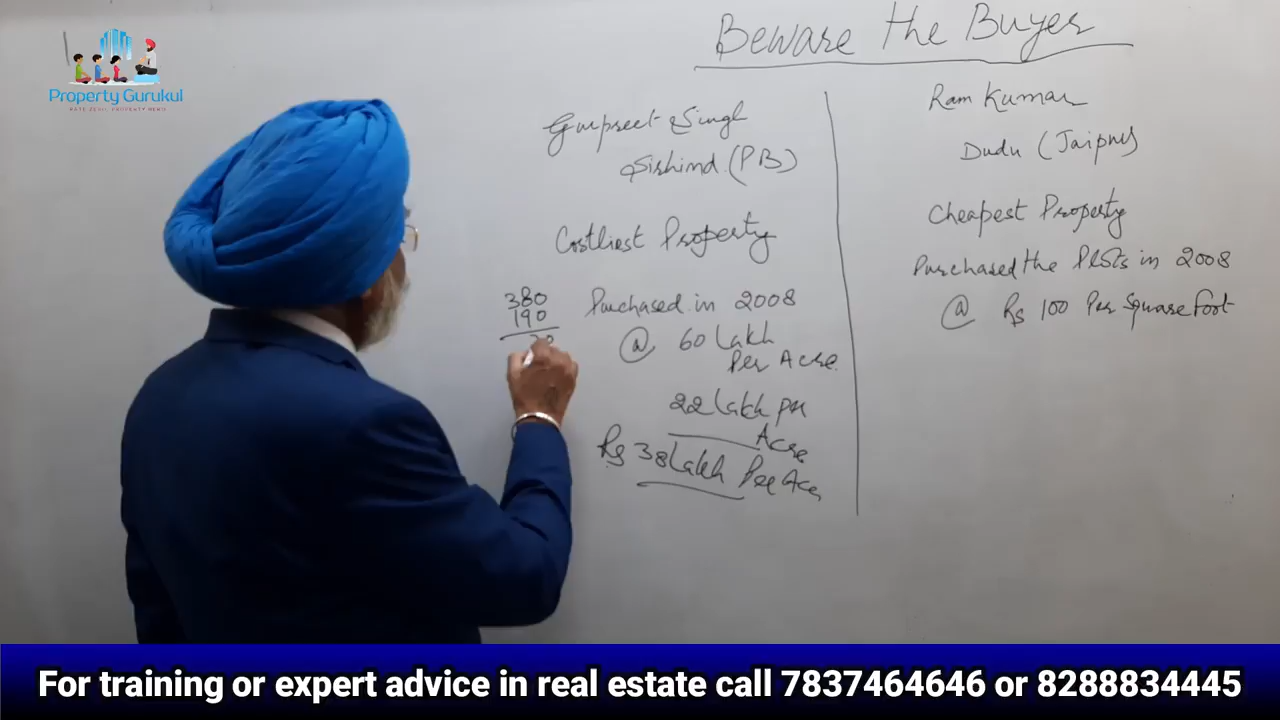 Property Gurukul
Beware the Buyer
Gurpreet Singh
Sirhind (PB)
Costliest Property
380
190
Purchased in 2008
@ 60 Lakh
Per Acre
22 Lakh per
Acre
Rs 38 Lakh Per Acre
Ram Kumar
Dudu (Jaipur)
Cheapest Property
Purchased the Plots in 2008
@ Rs 100 Per Square Foot
For training or expert advice in real estate call 7837464646 or 8288834445